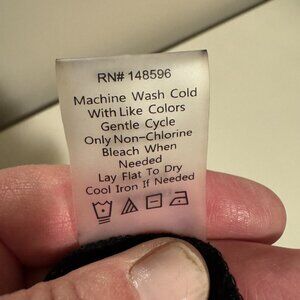 RN# 148596
Machine Wash Cold
With Like Colors
Gentle Cycle
Only Non-Chlorine
Bleach When
Needed
Lay Flat To Dry
Cool Iron If Needed